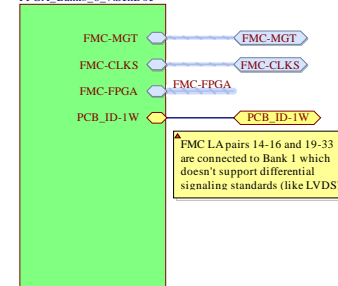 FMC-MGT FMC-MGT
FMC-CLKS FMC-CLKS
FMC-FPGA FMC-FPGA
PCB_ID-1W PCB_ID-1W
FMC LA pairs 14-16 and 19-33
are connected to Bank 1 which
doesn't support differential
signaling standards (like LVDS